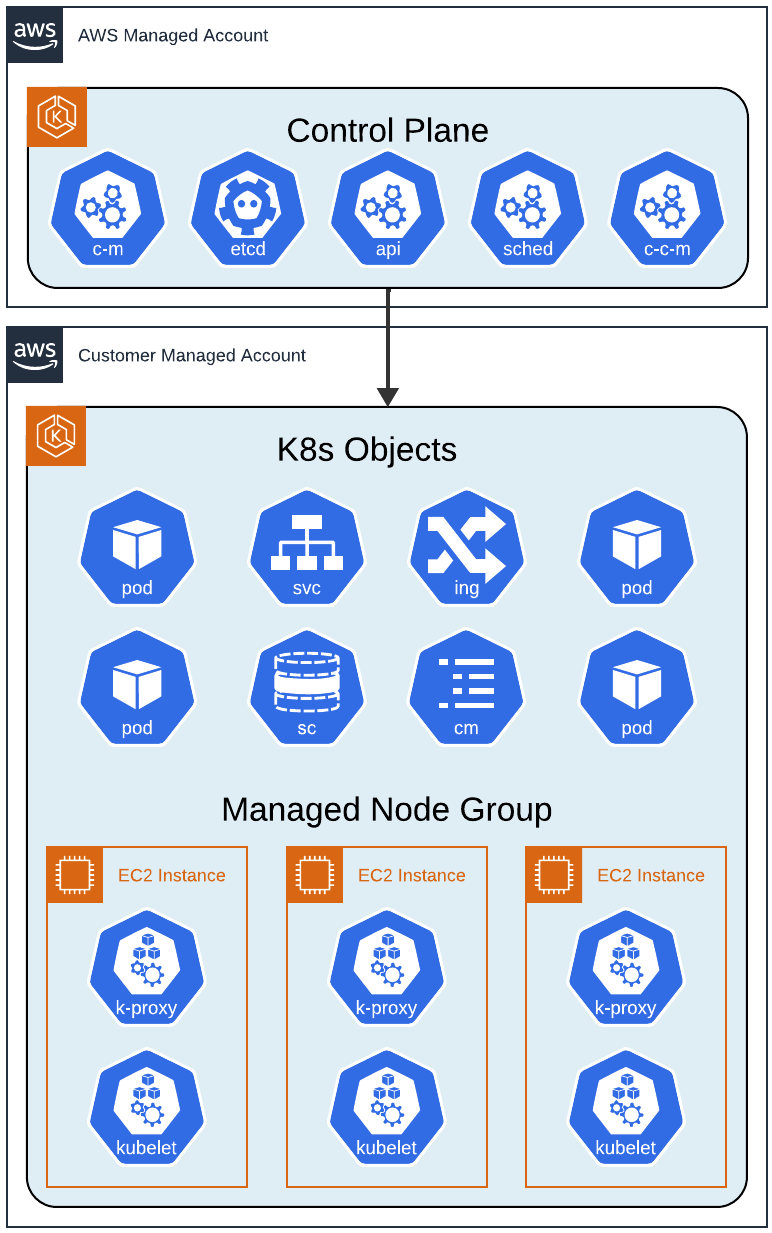 aws
AWS Managed Account
K
Control Plane
c-m
etcd
api
sched
c-c-m
aws
Customer Managed Account
K
K8s Objects
pod
svc
ing
pod
pod
sc
cm
pod
Managed Node Group
EC2 Instance
EC2 Instance
EC2 Instance
k-proxy
k-proxy
k-proxy
kubelet
kubelet
kubelet